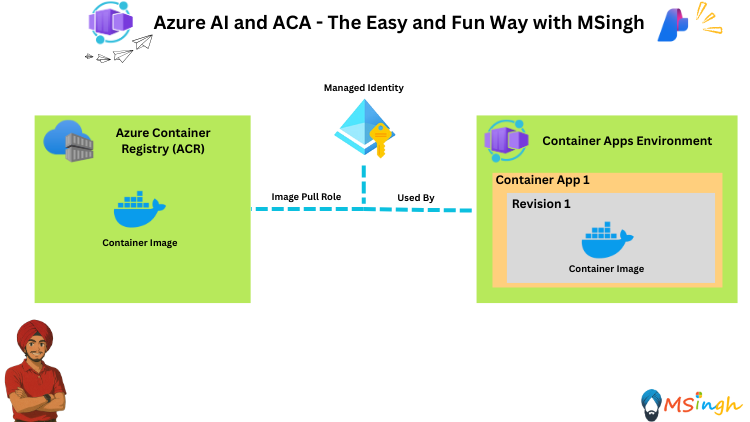 Azure AI and ACA - The Easy and Fun Way with MSingh
Managed Identity
Azure Container
Registry (ACR)
Container Image
Image Pull Role
Used By
Container Apps Environment
Container App 1
Revision 1
Container Image
MSingh